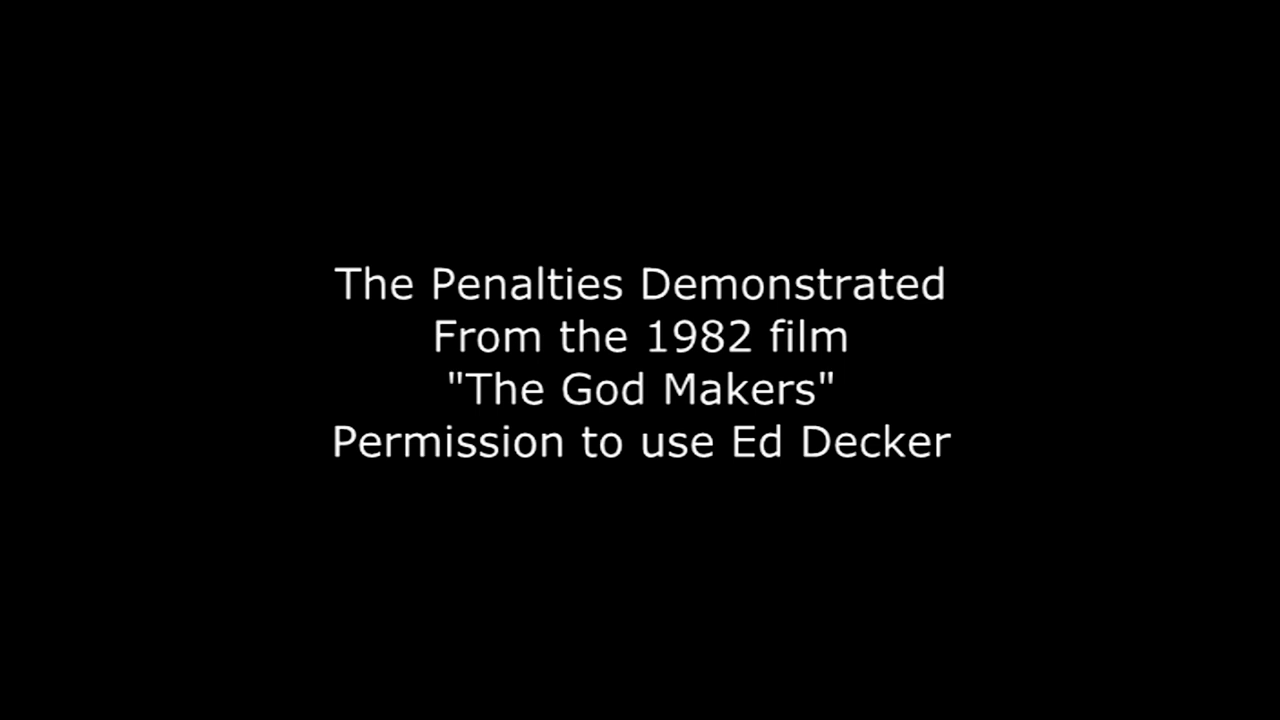 The Penalties Demonstrated
From the 1982 film
"The God Makers"
Permission to use Ed Decker